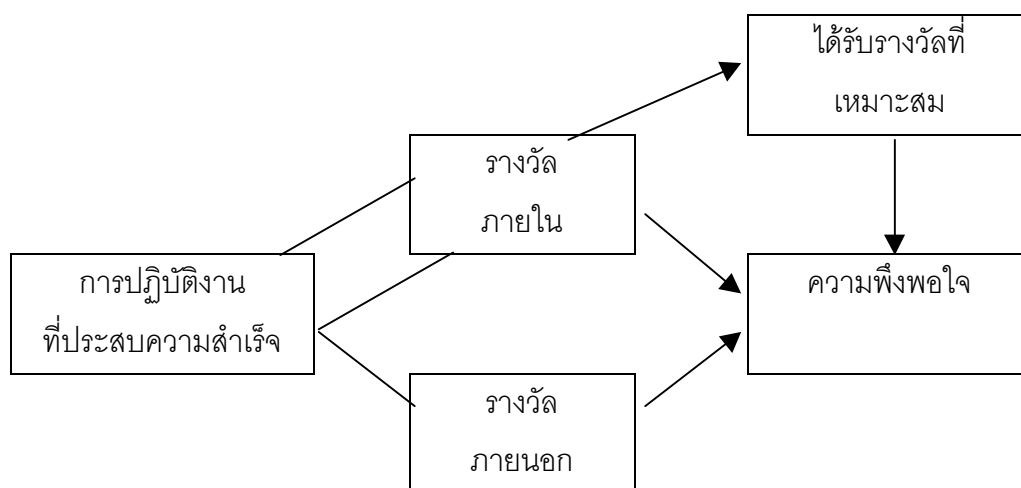 ได้รับรางวัลที่
เหมาะสม
รางวัล
ภายใน
การปฏิบัติงาน
ที่ประสบความสำเร็จ
ความพึงพอใจ
รางวัล
ภายนอก